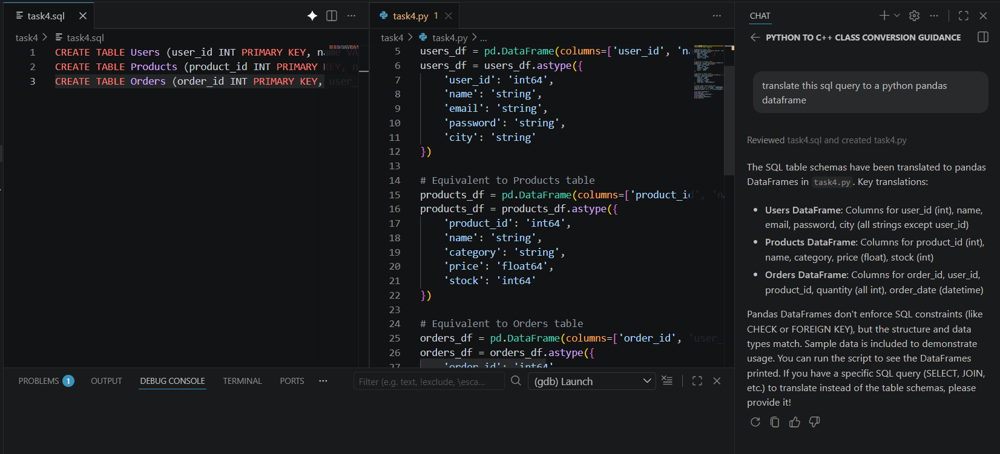 task4.sql
task4 > task4.sql
1 CREATE TABLE Users (user_id INT PRIMARY KEY, name VA
2 CREATE TABLE Products (product_id INT PRIMARY KEY, n
3 CREATE TABLE Orders (order_id INT PRIMARY KEY, user_
task4.py 1
task4 > task4.py > ...
5 users_df = pd.DataFrame(columns=['user_id', 'na
6 users_df = users_df.astype({
7 'user_id': 'int64',
8 'name': 'string',
9 'email': 'string',
10 'password': 'string',
11 'city': 'string'
12 })
13
14 # Equivalent to Products table
15 products_df = pd.DataFrame(columns=['product_id', 'n
16 products_df = products_df.astype({
17 'product_id': 'int64',
18 'name': 'string',
19 'category': 'string',
20 'price': 'float64',
21 'stock': 'int64'
22 })
23
24 # Equivalent to Orders table
25 orders_df = pd.DataFrame(columns=['order_id', 'user_
26 orders_df = orders_df.astype({
27 'order_id': 'int64'
PROBLEMS 1 OUTPUT DEBUG CONSOLE TERMINAL PORTS ...
Filter (e.g. text, !exclude, \esca...
(gdb) Launch
CHAT
PYTHON TO C++ CLASS CONVERSION GUIDANCE
translate this sql query to a python pandas
dataframe
Reviewed task4.sql and created task4.py
The SQL table schemas have been translated to pandas
DataFrames in task4.py. Key translations:
• Users DataFrame: Columns for user_id (int), name,
email, password, city (all strings except user_id)
• Products DataFrame: Columns for product_id (int),
name, category, price (float), stock (int)
• Orders DataFrame: Columns for order_id, user_id,
product_id, quantity (all int), order_date (datetime)
Pandas DataFrames don't enforce SQL constraints (like
CHECK or FOREIGN KEY), but the structure and data
types match. Sample data is included to demonstrate
usage. You can run the script to see the DataFrames
printed. If you have a specific SQL query (SELECT, JOIN,
etc.) to translate instead of the table schemas, please
provide it!